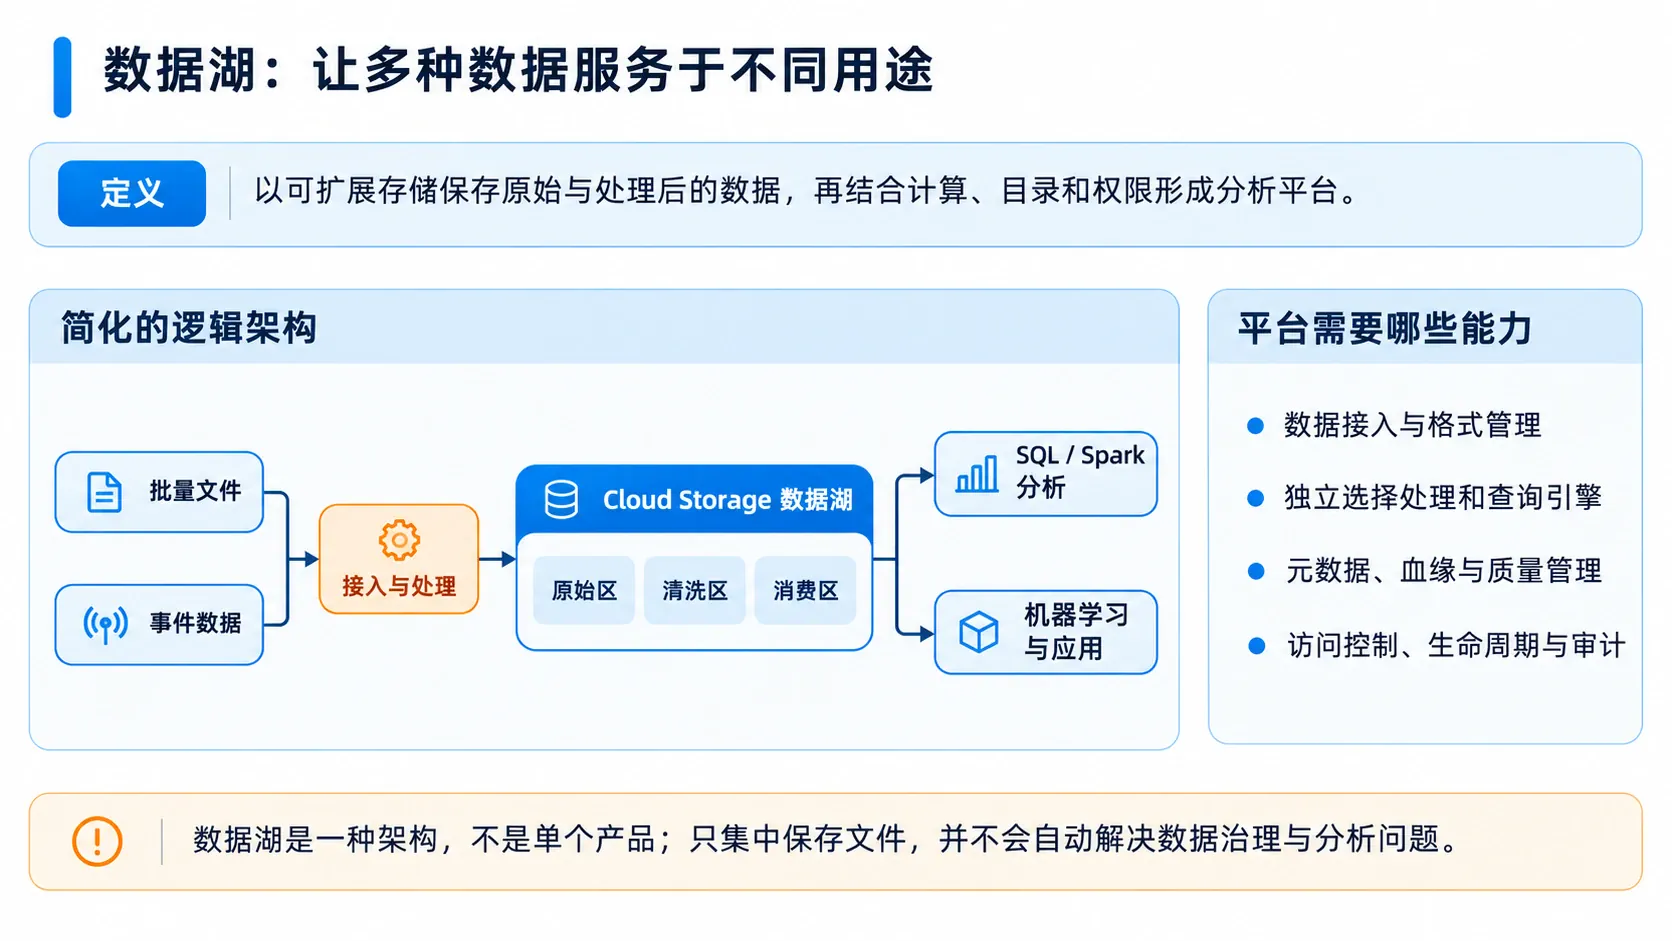 数据湖：让多种数据服务于不同用途
定义
以可扩展存储保存原始与处理后的数据，再结合计算、目录和权限形成分析平台。
简化的逻辑架构
批量文件
事件数据
接入与处理
Cloud Storage 数据湖
原始区
清洗区
消费区
SQL / Spark
分析
机器学习
与应用
平台需要哪些能力
数据接入与格式管理
独立选择处理和查询引擎
元数据、血缘与质量管理
访问控制、生命周期与审计
数据湖是一种架构，不是单个产品；只集中保存文件，并不会自动解决数据治理与分析问题。